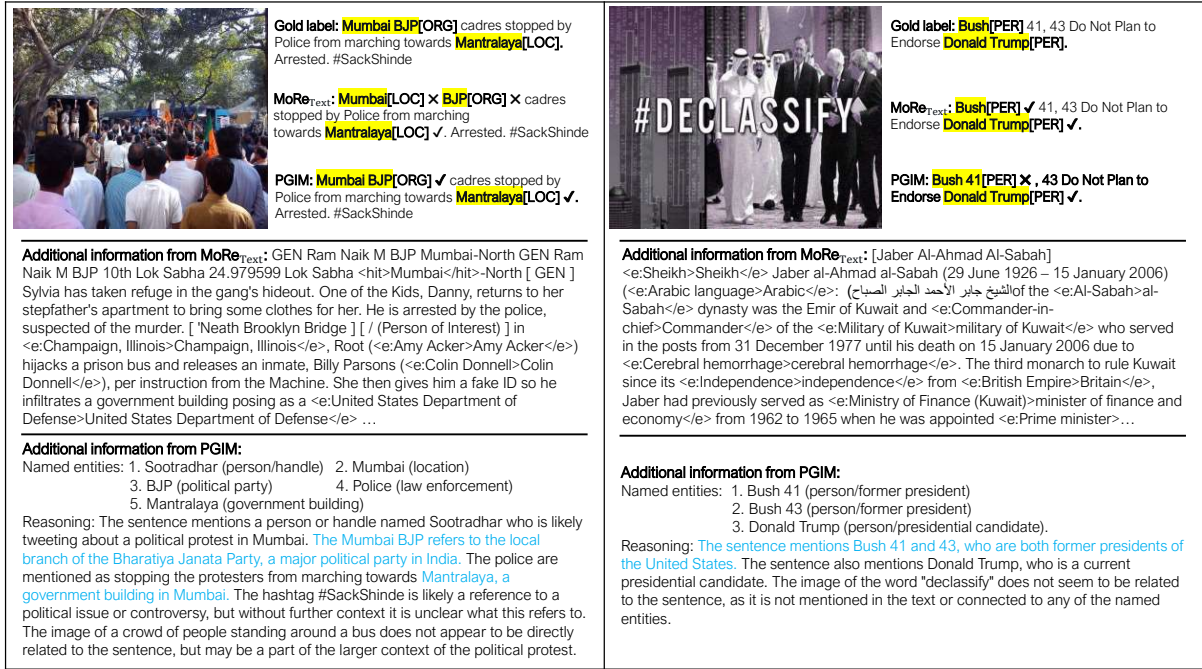 Gold label: Mumbai BJP[ORG] cadres stopped by
Police from marching towards Mantralaya[LOC].
Arrested. #SackShinde
MoReText: Mumbai[LOC] ✕ BJP[ORG] ✕ cadres
stopped by Police from marching
towards Mantralaya[LOC] ✓. Arrested. #SackShinde
PGIM: Mumbai BJP[ORG] ✓ cadres stopped by
Police from marching towards Mantralaya[LOC] ✓.
Arrested. #SackShinde
Additional information from MoReText: GEN Ram Naik M BJP Mumbai-North GEN Ram
Naik M BJP 10th Lok Sabha 24.979599 Lok Sabha <hit>Mumbai</hit>-North [ GEN ]
Sylvia has taken refuge in the gang's hideout. One of the Kids, Danny, returns to her
stepfather's apartment to bring some clothes for her. He is arrested by the police,
suspected of the murder. [ 'Neath Brooklyn Bridge ] [ / (Person of Interest) ] in
<e:Champaign, Illinois>Champaign, Illinois</e>, Root (<e:Amy Acker>Amy Acker</e>)
hijacks a prison bus and releases an inmate, Billy Parsons (<e:Colin Donnell>Colin
Donnell</e>), per instruction from the Machine. She then gives him a fake ID so he
infiltrates a government building posing as a <e:United States Department of
Defense>United States Department of Defense</e> …
Additional information from PGIM:
Named entities: 1. Sootradhar (person/handle) 2. Mumbai (location)
3. BJP (political party) 4. Police (law enforcement)
5. Mantralaya (government building)
Reasoning: The sentence mentions a person or handle named Sootradhar who is likely
tweeting about a political protest in Mumbai. The Mumbai BJP refers to the local
branch of the Bharatiya Janata Party, a major political party in India. The police are
mentioned as stopping the protesters from marching towards Mantralaya, a
government building in Mumbai. The hashtag #SackShinde is likely a reference to a
political issue or controversy, but without further context it is unclear what this refers to.
The image of a crowd of people standing around a bus does not appear to be directly
related to the sentence, but may be a part of the larger context of the political protest.
#DECLASSIFY
Gold label: Bush[PER] 41, 43 Do Not Plan to
Endorse Donald Trump[PER].
MoReText: Bush[PER] ✓ 41, 43 Do Not Plan to
Endorse Donald Trump[PER] ✓.
PGIM: Bush 41[PER] ✕ , 43 Do Not Plan to
Endorse Donald Trump[PER] ✓.
Additional information from MoReText: [Jaber Al-Ahmad Al-Sabah]
<e:Sheikh>Sheikh</e> Jaber al-Ahmad al-Sabah (29 June 1926 – 15 January 2006)
(<e:Arabic language>Arabic</e>: الشيخ جابر الأحمد الجابر الصباح) of the <e:Al-Sabah>al-
Sabah</e> dynasty was the Emir of Kuwait and <e:Commander-in-
chief>Commander</e> of the <e:Military of Kuwait>military of Kuwait</e> who served
in the posts from 31 December 1977 until his death on 15 January 2006 due to
<e:Cerebral hemorrhage>cerebral hemorrhage</e>. The third monarch to rule Kuwait
since its <e:Independence>independence</e> from <e:British Empire>Britain</e>,
Jaber had previously served as <e:Ministry of Finance (Kuwait)>minister of finance and
economy</e> from 1962 to 1965 when he was appointed <e:Prime minister>…
Additional information from PGIM:
Named entities: 1. Bush 41 (person/former president)
2. Bush 43 (person/former president)
3. Donald Trump (person/presidential candidate).
Reasoning: The sentence mentions Bush 41 and 43, who are both former presidents of
the United States. The sentence also mentions Donald Trump, who is a current
presidential candidate. The image of the word "declassify" does not seem to be related
to the sentence, as it is not mentioned in the text or connected to any of the named
entities.